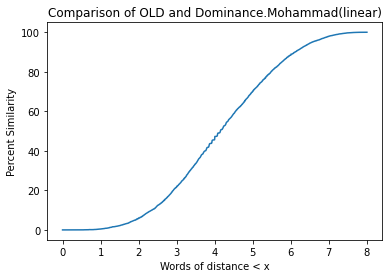 Comparison of OLD and Dominance.Mohammad(linear)
100
80
60
40
20
0
Percent Similarity
0 1 2 3 4 5 6 7 8
Words of distance < x